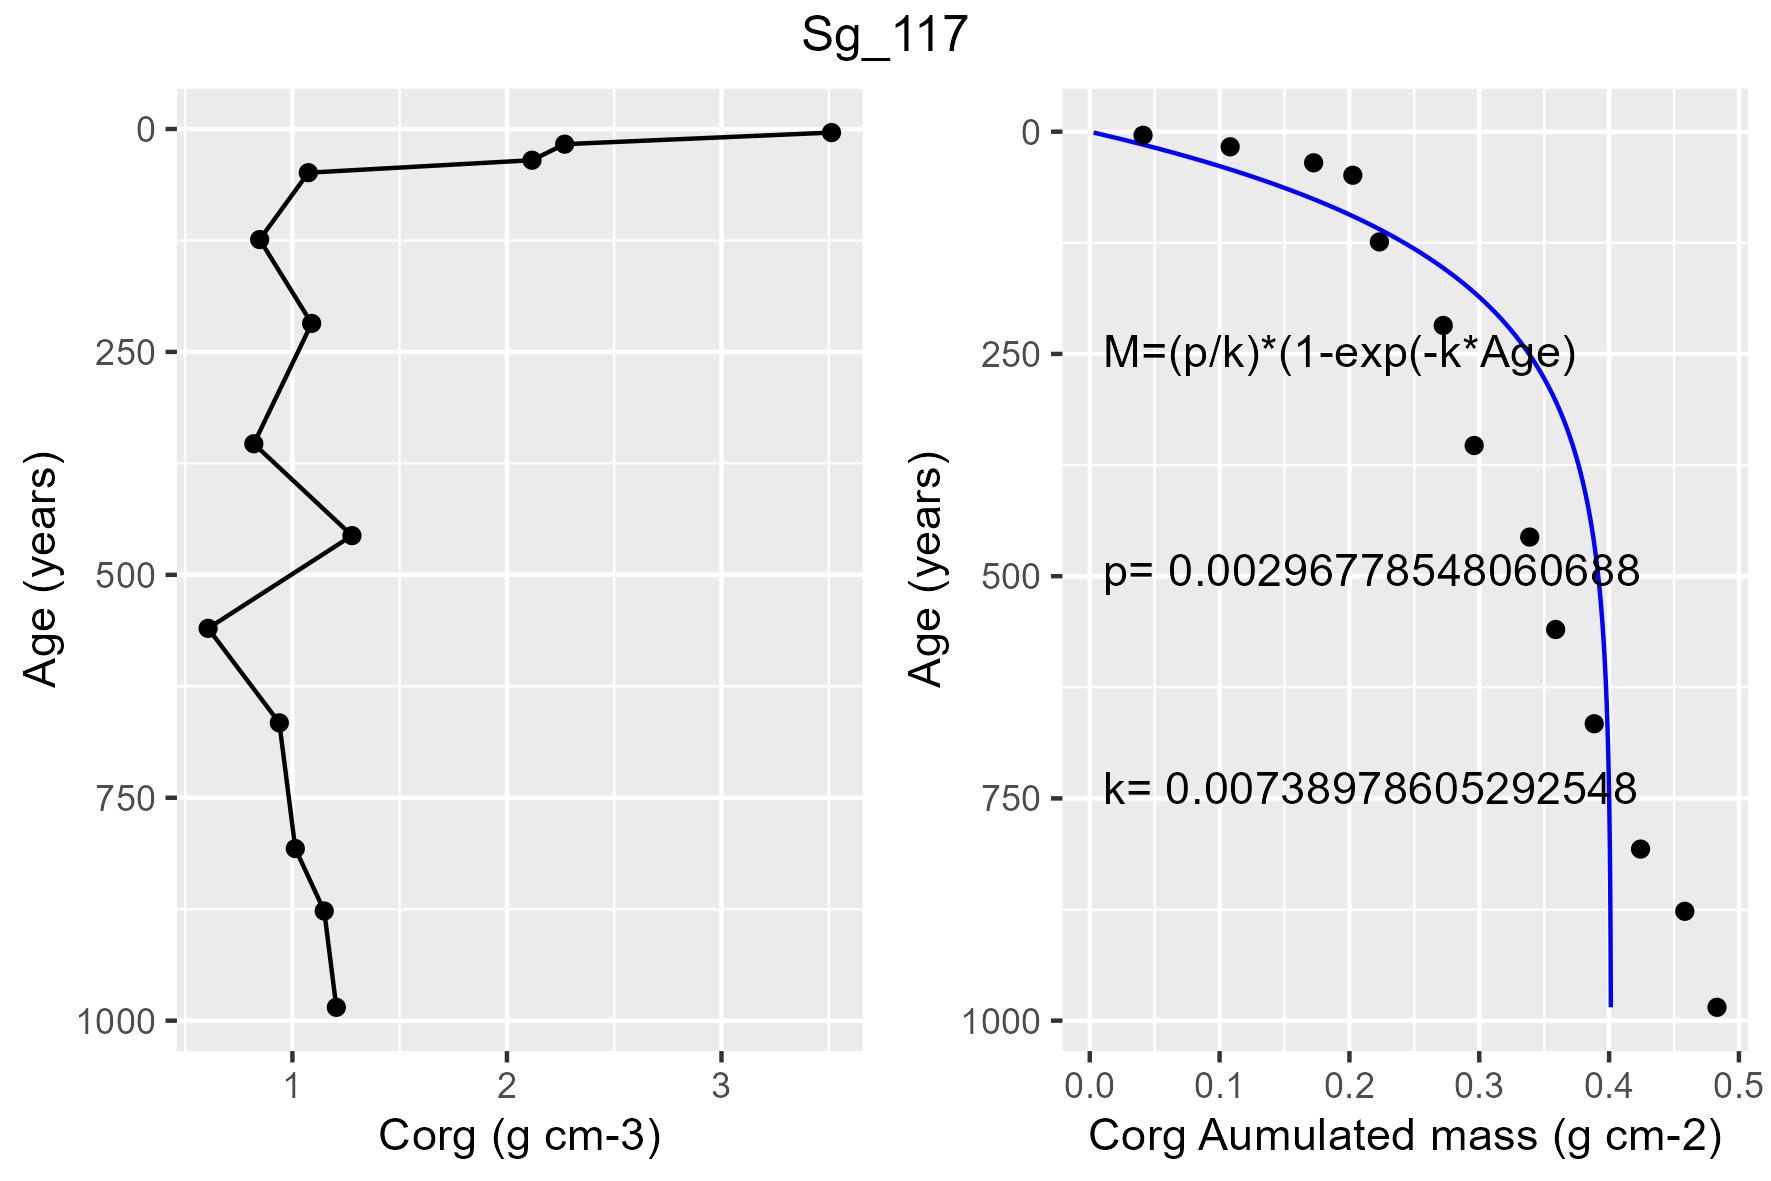 Sg_117
0
250
500
750
1000
Age (years)
1
2
3
Corg (g cm-3)
0
250
500
750
1000
Age (years)
M=(p/k)*(1-exp(-k*Age)
p= 0.00296778548060688
k= 0.00738978605292548
0.0
0.1
0.2
0.3
0.4
0.5
Corg Aumulated mass (g cm-2)